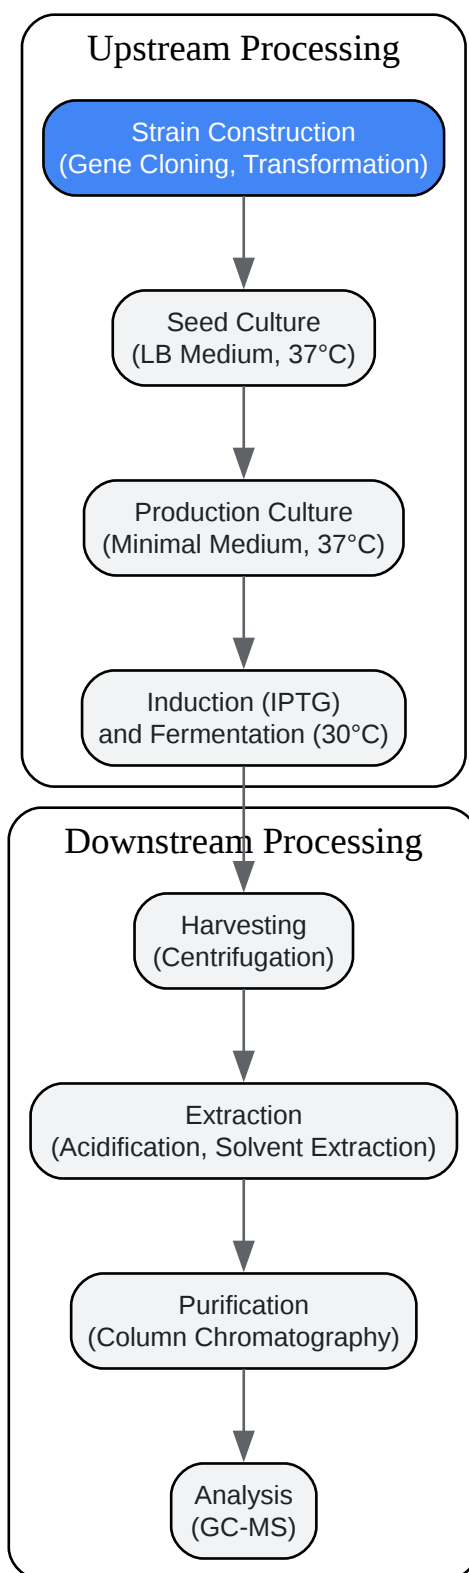 Upstream Processing
Strain Construction
(Gene Cloning, Transformation)
Seed Culture
(LB Medium, 37°C)
Production Culture
(Minimal Medium, 37°C)
Induction (IPTG)
and Fermentation (30°C)
Downstream Processing
Harvesting
(Centrifugation)
Extraction
(Acidification, Solvent Extraction)
Purification
(Column Chromatography)
Analysis
(GC-MS)